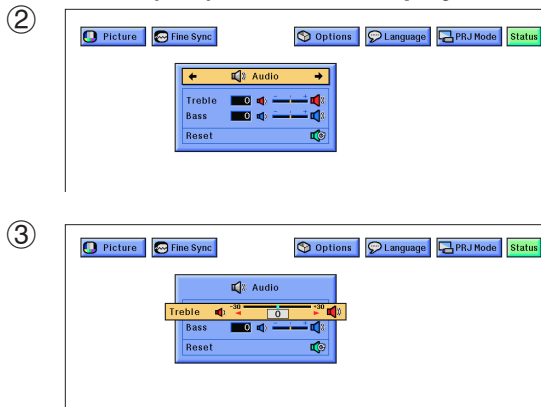 ②
Picture Fine Sync Options Language PRJ Mode Status
Audio
Treble 0 - +
Bass 0 - +
Reset
③
Picture Fine Sync Options Language PRJ Mode Status
Audio
Treble -30 0 +30
Bass 0 - +
Reset